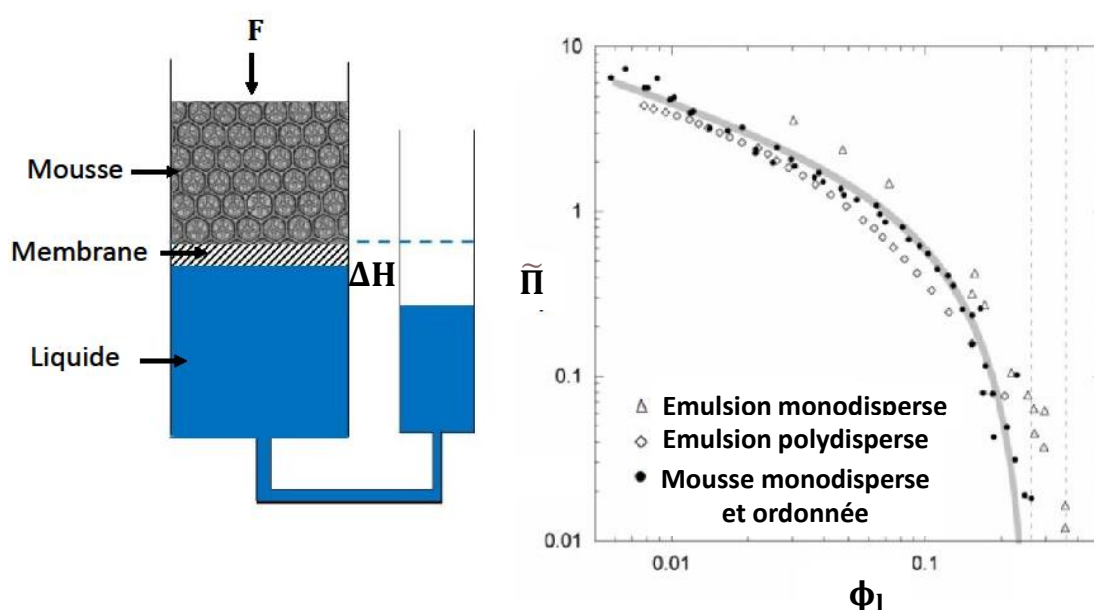 F
Mousse
Membrane
ΔH
Liquide
10
1
Π̃
0.1
0.01
△ Emulsion monodisperse
◇ Emulsion polydisperse
● Mousse monodisperse
et ordonnée
0.01
0.1
ϕl